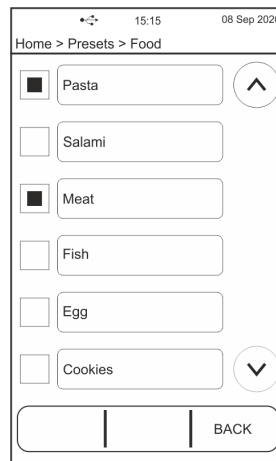 15:15 08 Sep 2020
Home > Presets > Food
Pasta
Salami
Meat
Fish
Egg
Cookies
BACK